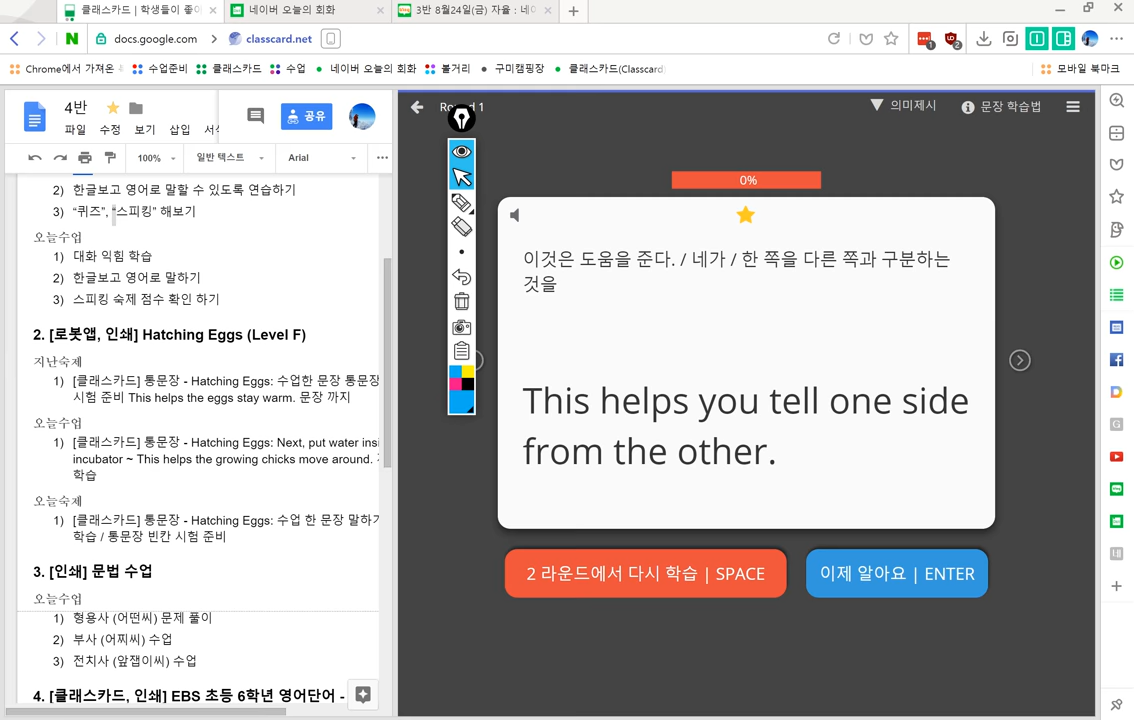 클래스카드 | 학생들이 좋아
네이버 오늘의 회화
3반 8월24일(금) 자율 : 네이
docs.google.com
classcard.net
Chrome에서 가져온
수업준비
클래스카드
수업
네이버 오늘의 회화
볼거리
구미캠핑장
클래스카드(Classcard
모바일 북마크
4반
파일 수정 보기 삽입 서식
공유
100%
일반 텍스트
Arial
2) 한글보고 영어로 말할 수 있도록 연습하기
3) “퀴즈”, “스피킹” 해보기
오늘수업
1) 대화 익힘 학습
2) 한글보고 영어로 말하기
3) 스피킹 숙제 점수 확인 하기
2. [로봇앱, 인쇄] Hatching Eggs (Level F)
지난숙제
1) [클래스카드] 통문장 - Hatching Eggs: 수업한 문장 통문장
시험 준비 This helps the eggs stay warm. 문장 까지
오늘수업
1) [클래스카드] 통문장 - Hatching Eggs: Next, put water insi
incubator ~ This helps the growing chicks move around.
학습
오늘숙제
1) [클래스카드] 통문장 - Hatching Eggs: 수업 한 문장 말하기
학습 / 통문장 빈칸 시험 준비
3. [인쇄] 문법 수업
오늘수업
1) 형용사 (어떤씨) 문제 풀이
2) 부사 (어찌씨) 수업
3) 전치사 (앞잡이씨) 수업
4. [클래스카드, 인쇄] EBS 초등 6학년 영어단어 -
Round 1
의미제시
문장 학습법
0%
이것은 도움을 준다. / 네가 / 한 쪽을 다른 쪽과 구분하는
것을
This helps you tell one side
from the other.
2 라운드에서 다시 학습 | SPACE
이제 알아요 | ENTER